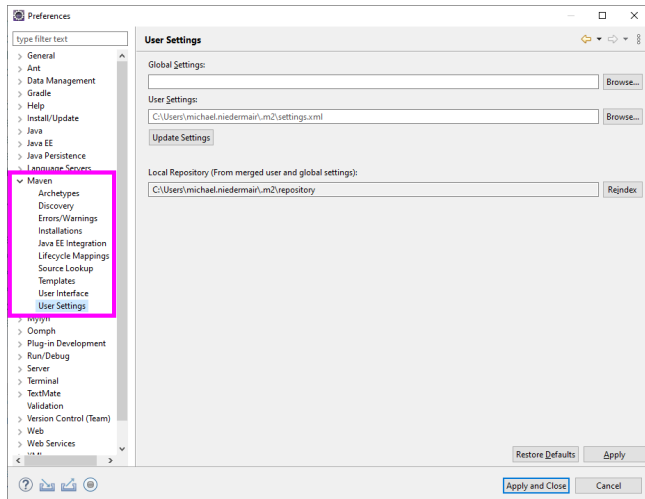 Preferences
type filter text
User Settings
General
Ant
Data Management
Gradle
Help
Install/Update
Java
Java EE
Java Persistence
Language Servers
Maven
Archetypes
Discovery
Errors/Warnings
Installations
Java EE Integration
Lifecycle Mappings
Source Lookup
Templates
User Interface
User Settings
Mylyn
Oomph
Plug-in Development
Run/Debug
Server
Terminal
TextMate
Validation
Version Control (Team)
Web
Web Services
Global Settings:
Browse...
User Settings:
C:\Users\michael.niedermair\.m2\settings.xml
Browse...
Update Settings
Local Repository (From merged user and global settings):
C:\Users\michael.niedermair\.m2\repository
Reindex
Restore Defaults
Apply
Apply and Close
Cancel